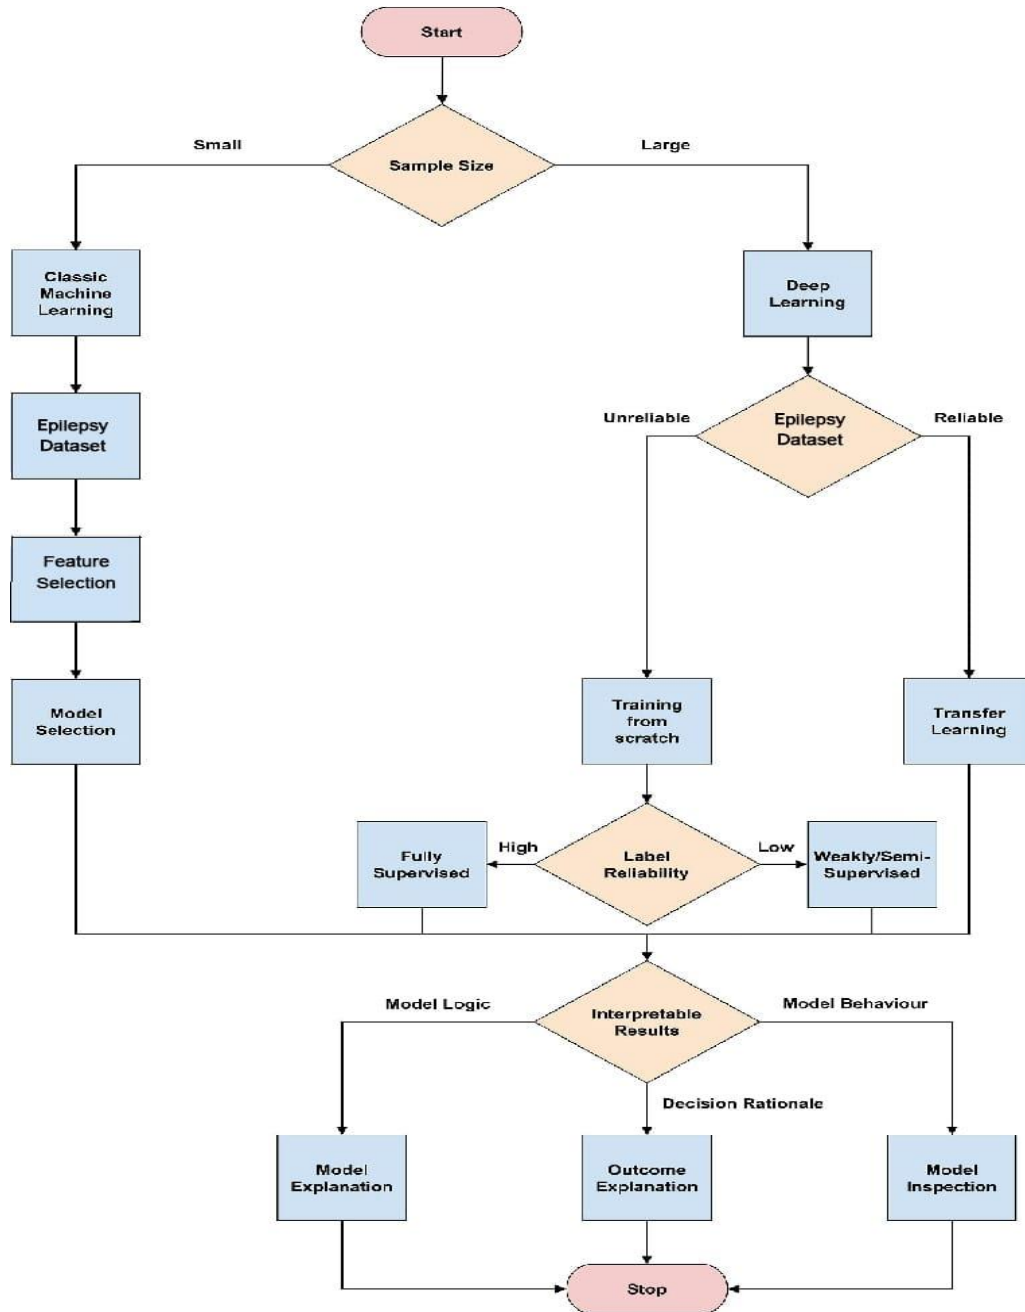 Start
Small
Large
Sample Size
Classic
Machine
Learning
Deep
Learning
Epilepsy
Dataset
Unreliable
Reliable
Epilepsy
Dataset
Feature
Selection
Model
Selection
Training
from
scratch
Transfer
Learning
Fully
Supervised
High
Label
Reliability
Low
Weakly/Semi-
Supervised
Model Logic
Interpretable
Results
Model Behaviour
Decision Rationale
Model
Explanation
Outcome
Explanation
Model
Inspection
Stop